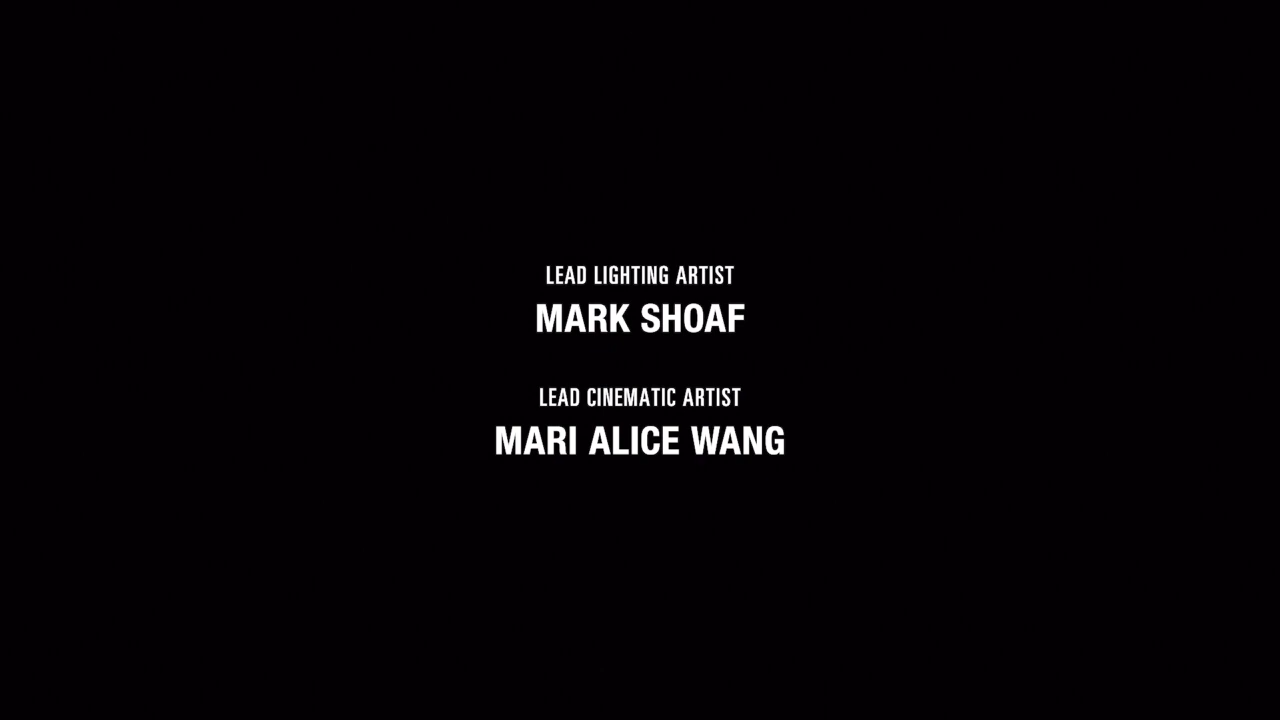 LEAD LIGHTING ARTIST
MARK SHOAF
LEAD CINEMATIC ARTIST
MARI ALICE WANG